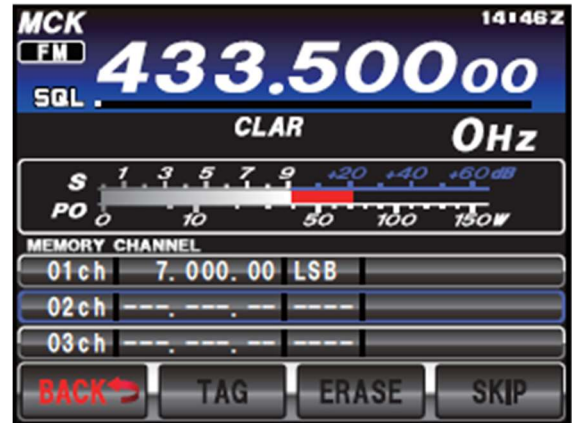 MCK 14:46Z
FM 433.50000
SQL
CLAR 0Hz
S 1 3 5 7 9 +20 +40 +60dB
PO 0 10 50 100 150W
MEMORY CHANNEL
01ch 7.000.00 LSB
02ch ---.---.-- ----
03ch ---.---.-- ----
BACK TAG ERASE SKIP